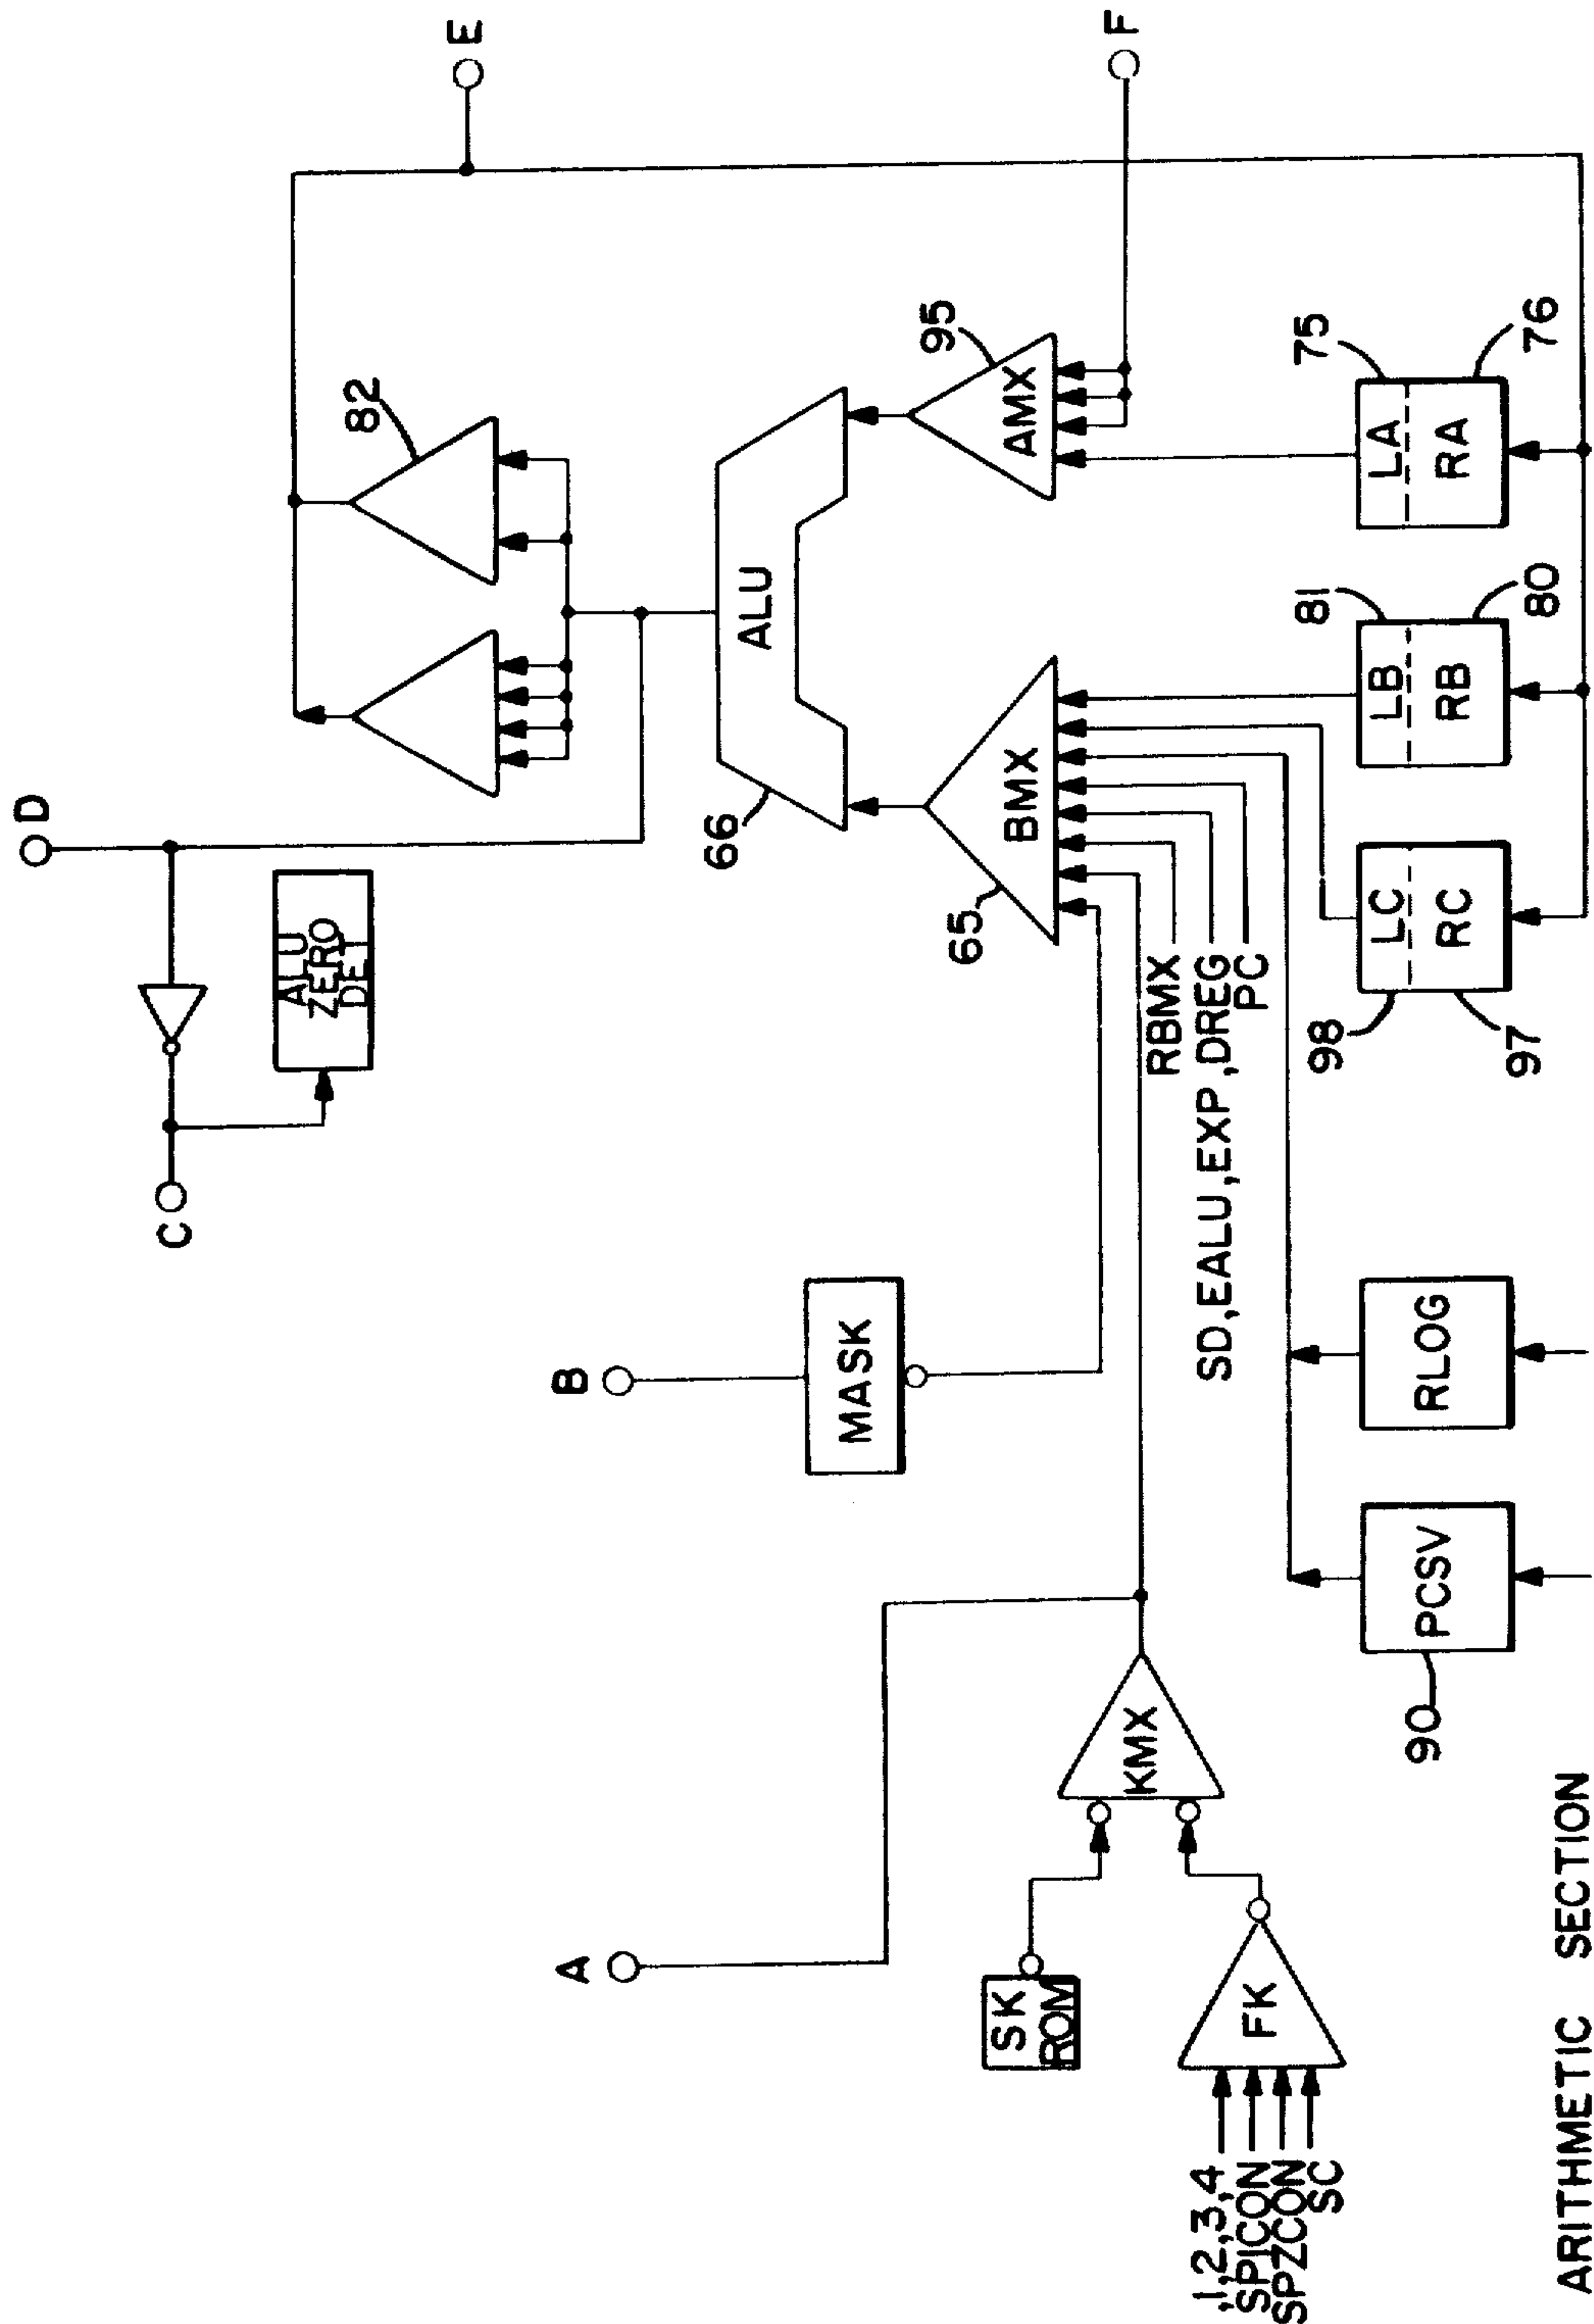 D
E
C
ALU
ZERO
DET
82
B
ALU
66
A
MASK
95
AMX
F
65
BMX
RBMX
SD,EALU,EXP,DREG
PC
SK
ROM
KMX
FK
1,2,3,4
SPICON
SPZCON
SC
90
PCSV
RLOG
98
LC
RC
97
81
LB
RB
80
75
LA
RA
76
ARITHMETIC SECTION